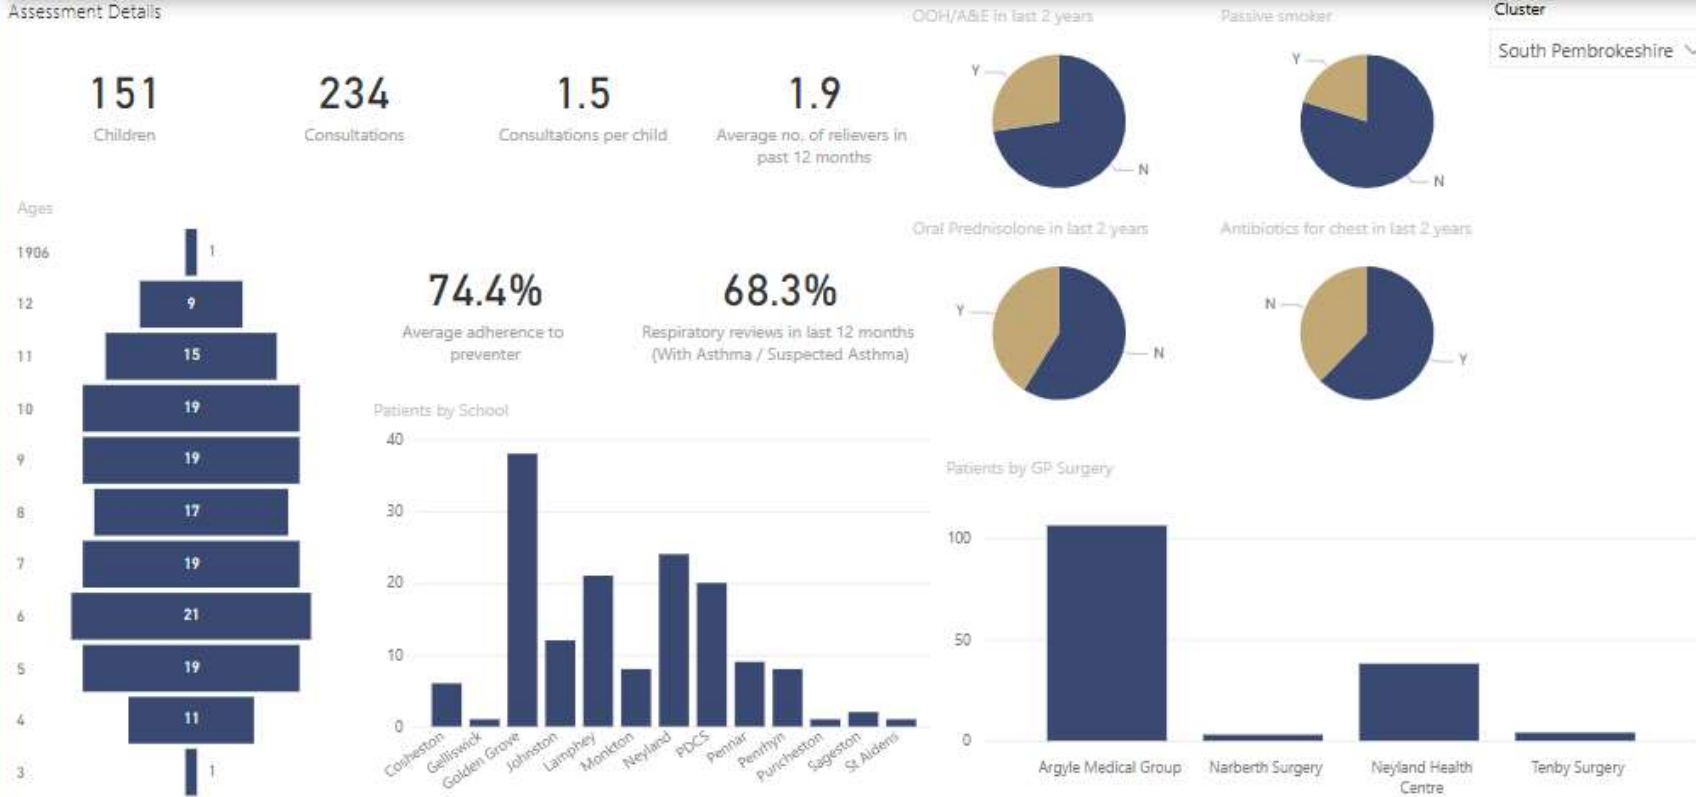 Assessment Details
151
Children
234
Consultations
1.5
Consultations per child
1.9
Average no. of relievers in
past 12 months
OOH/A&E in last 2 years
Y
N
Passive smoker
Y
N
Cluster
South Pembrokeshire
Ages
1906
1
12
9
11
15
10
19
9
19
8
17
7
19
6
21
5
19
4
11
3
1
74.4%
Average adherence to
preventer
68.3%
Respiratory reviews in last 12 months
(With Asthma / Suspected Asthma)
Oral Prednisolone in last 2 years
Y
N
Antibiotics for chest in last 2 years
N
Y
Patients by School
40
30
20
10
0
Cosheston
Gelliswick
Golden Grove
Johnston
Lamphey
Monkton
Neyland
PDCS
Pennar
Penrhyn
Puncheston
Sageston
St Aidens
Patients by GP Surgery
100
50
0
Argyle Medical Group
Narberth Surgery
Neyland Health
Centre
Tenby Surgery